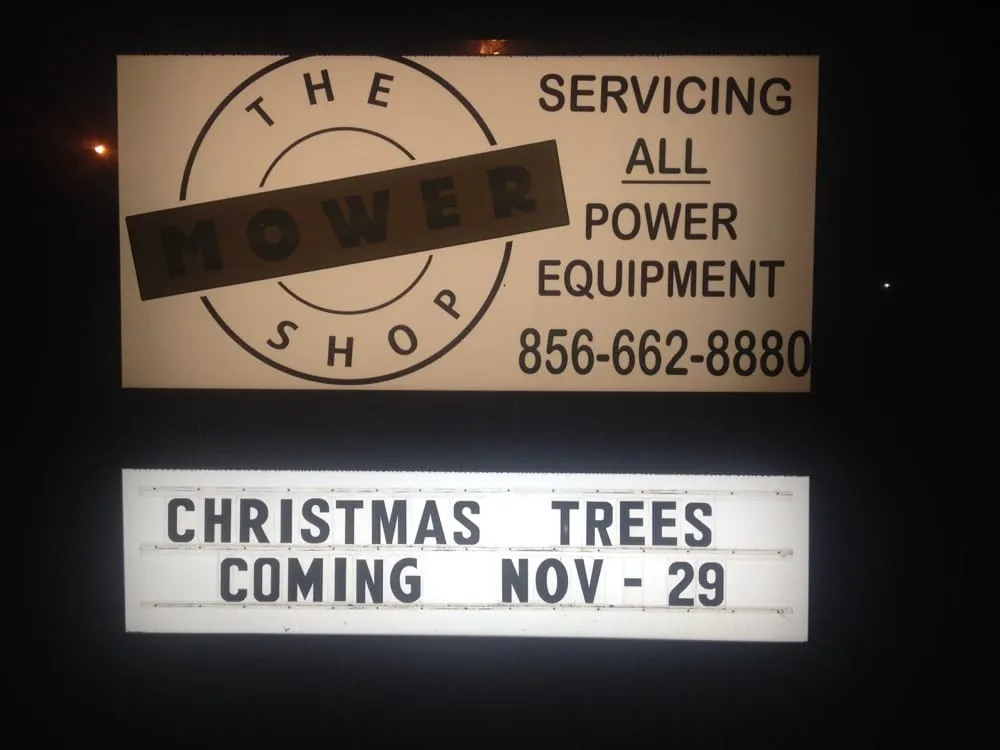 THE
MOWER
SHOP
SERVICING
ALL
POWER
EQUIPMENT
856-662-8880
CHRISTMAS TREES
COMING NOV - 29